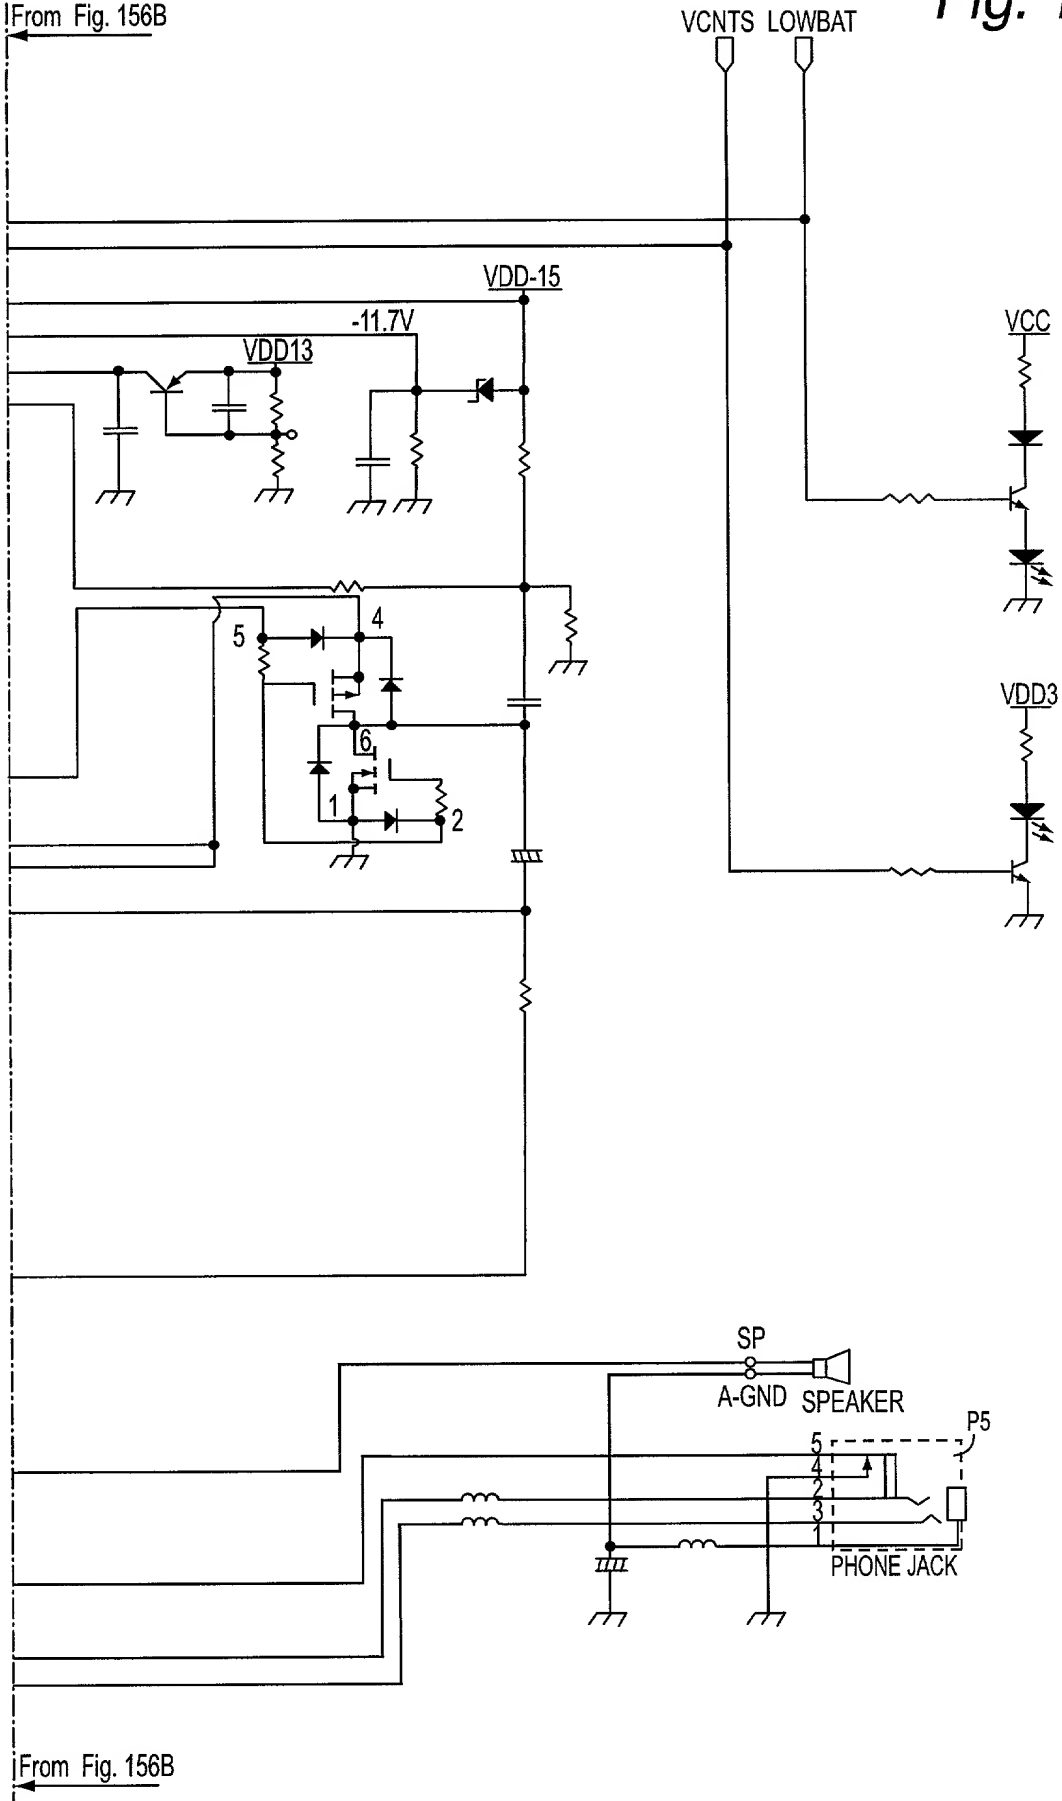 From Fig. 156B
VCNTS LOWBAT
Fig.
VDD-15
-11.7V
VDD13
VCC
5
4
6
1
2
VDD3
SP
A-GND SPEAKER
P5
5
4
2
3
1
PHONE JACK
From Fig. 156B